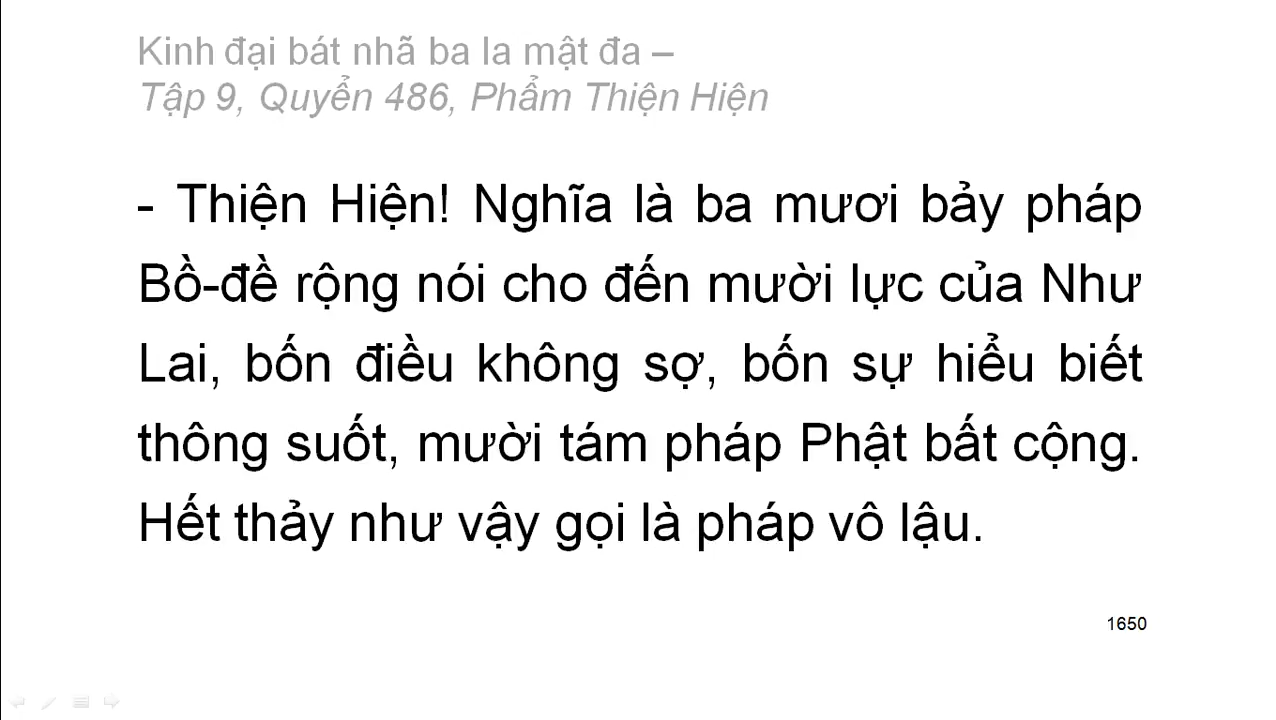 Kinh đại bát nhã ba la mật đa –
Tập 9, Quyển 486, Phẩm Thiện Hiện
- Thiện Hiện! Nghĩa là ba mươi bảy pháp
Bồ-đề rộng nói cho đến mười lực của Như
Lai, bốn điều không sợ, bốn sự hiểu biết
thông suốt, mười tám pháp Phật bất cộng.
Hết thảy như vậy gọi là pháp vô lậu.
1650